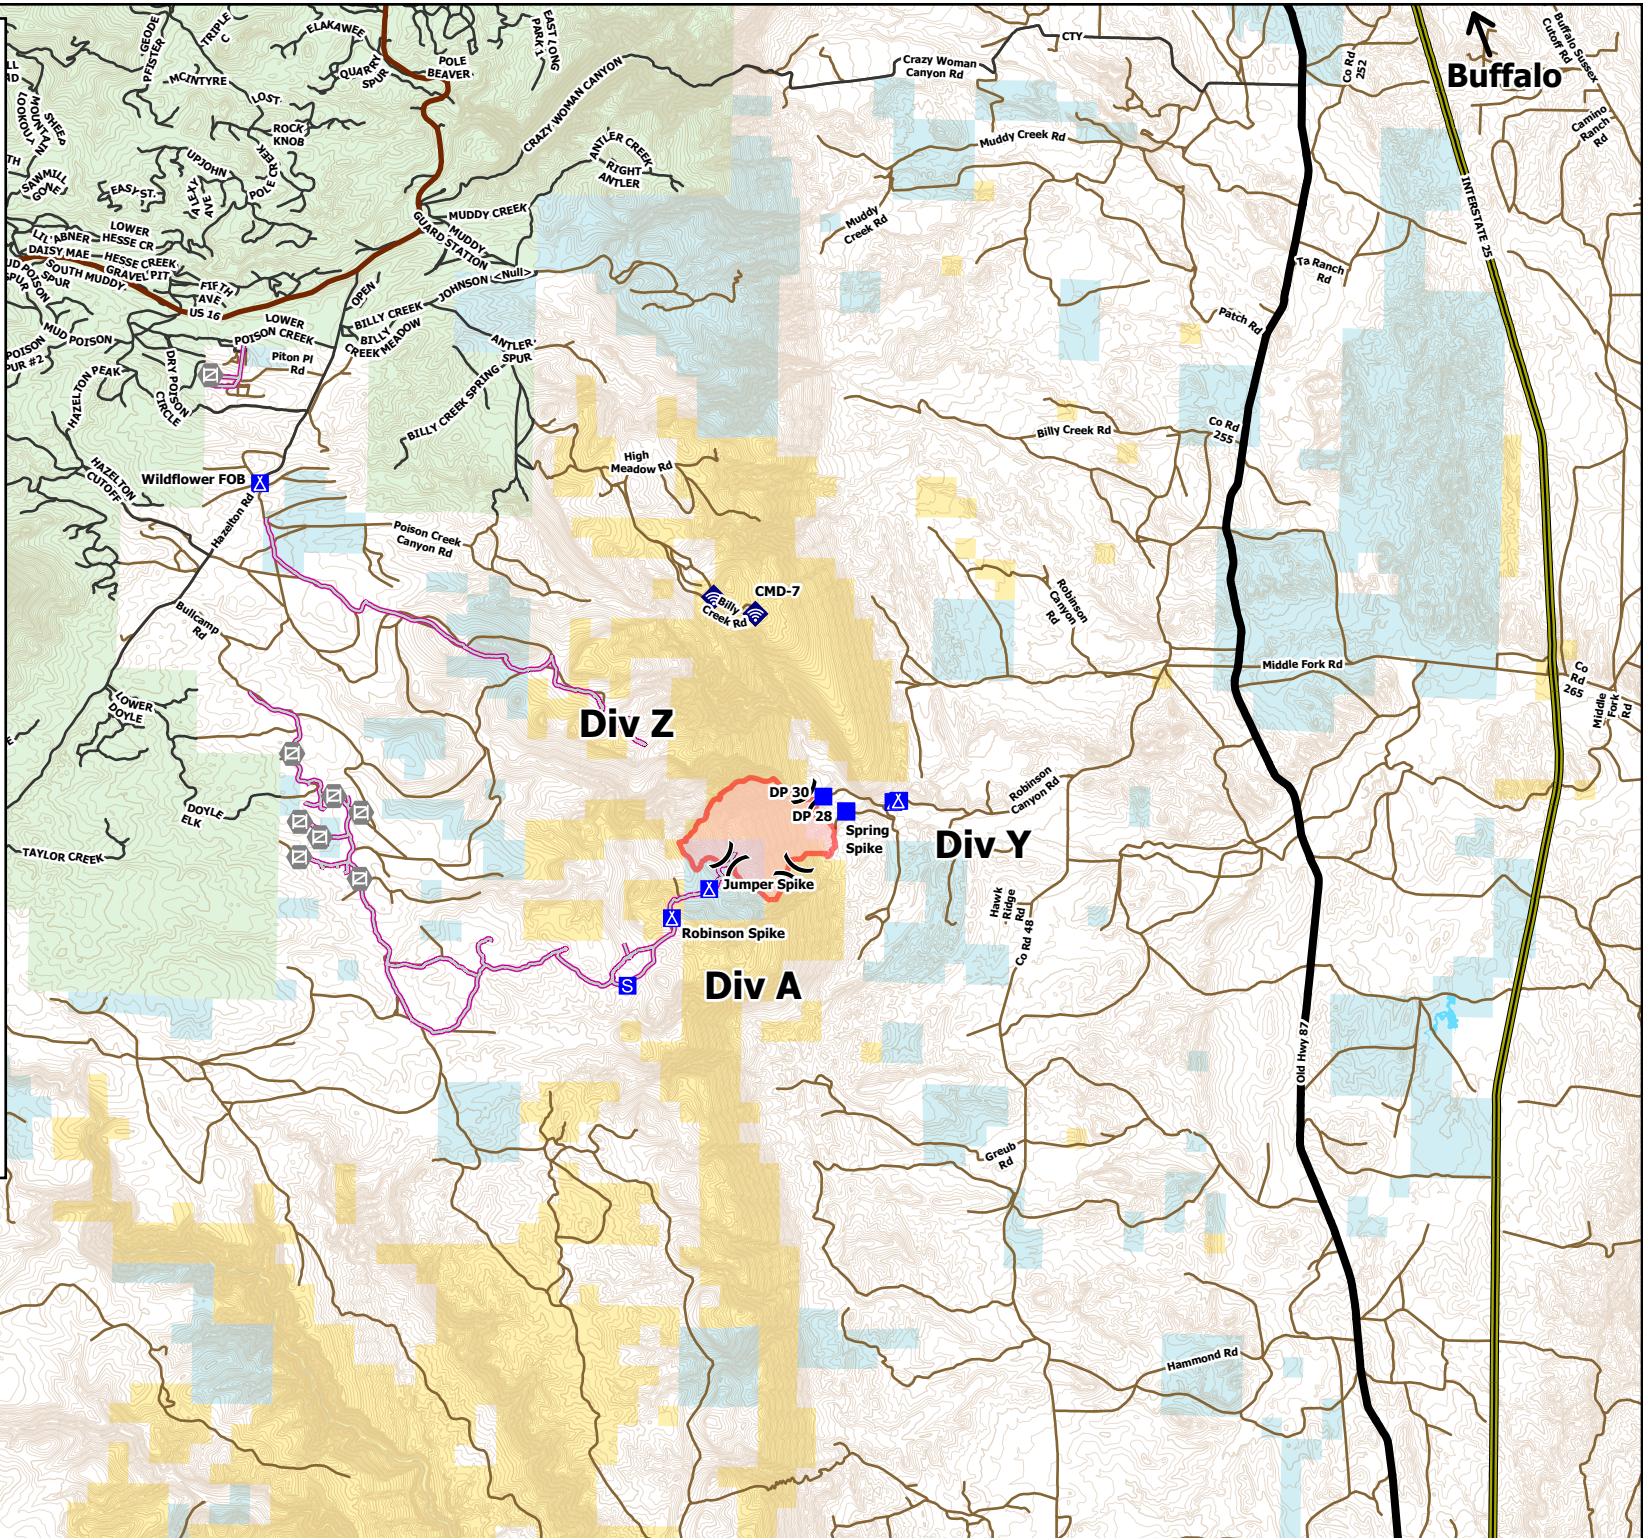 GEODE
PFISTER
TRIPLE
C
ELAKAWEE
QUARRY
SPUR
POLE
BEAVER
EAST LONG
PARK 1
MCINTYRE
LOST
ROCK
KNOB
SHEEP
MOUNTAIN
LOOKOUT
UPJOHN
POLE CREEK
SAWMILL
GONE
EASY ST.
ALEXY
AVE
CRAZY WOMAN CANYON
ANTLER CREEK
RIGHT
ANTLER
CTY
Crazy Woman
Canyon Rd
Co Rd
252
Buffalo
Buffalo Sussex
Cutoff Rd
Camino
Ranch
Rd
Muddy Creek Rd
Muddy
Creek Rd
INTERSTATE 25
Ta Ranch
Rd
Patch Rd
MUDDY CREEK
MUDDY
GUARD STATION
LOWER
HESSE CR
LIL'ABNER
DAISY MAE
HESSE CREEK
GRAVEL PIT
SOUTH MUDDY
SPUR
MUD POISON
FIFTH
AVE
US 16
OPEN
JOHNSON
<Null>
LOWER
POISON CREEK
BILLY CREEK
BILLY
CREEK MEADOW
ANTLER
SPUR
POISON
Piton Pl
Rd
DRY POISON
CIRCLE
HAZELTON PEAK
BILLY CREEK SPRING
HAZELTON
CUTOFF
Wildflower FOB
Hazelton Rd
High
Meadow Rd
Billy Creek Rd
Co Rd
255
Poison Creek
Canyon Rd
CMD-7
Billy
Creek Rd
Robinson
Canyon
Rd
Bullcamp
Rd
Middle Fork Rd
Co
Rd
265
Middle
Fork
Rd
LOWER
DOYLE
Div Z
DOYLE
ELK
TAYLOR CREEK
DP 30
DP 28
Spring
Spike
Robinson
Canyon Rd
Div Y
Jumper Spike
Robinson Spike
Hawk
Ridge
Rd
Co Rd 48
Div A
Old Hwy 87
Greub
Rd
Hammond Rd